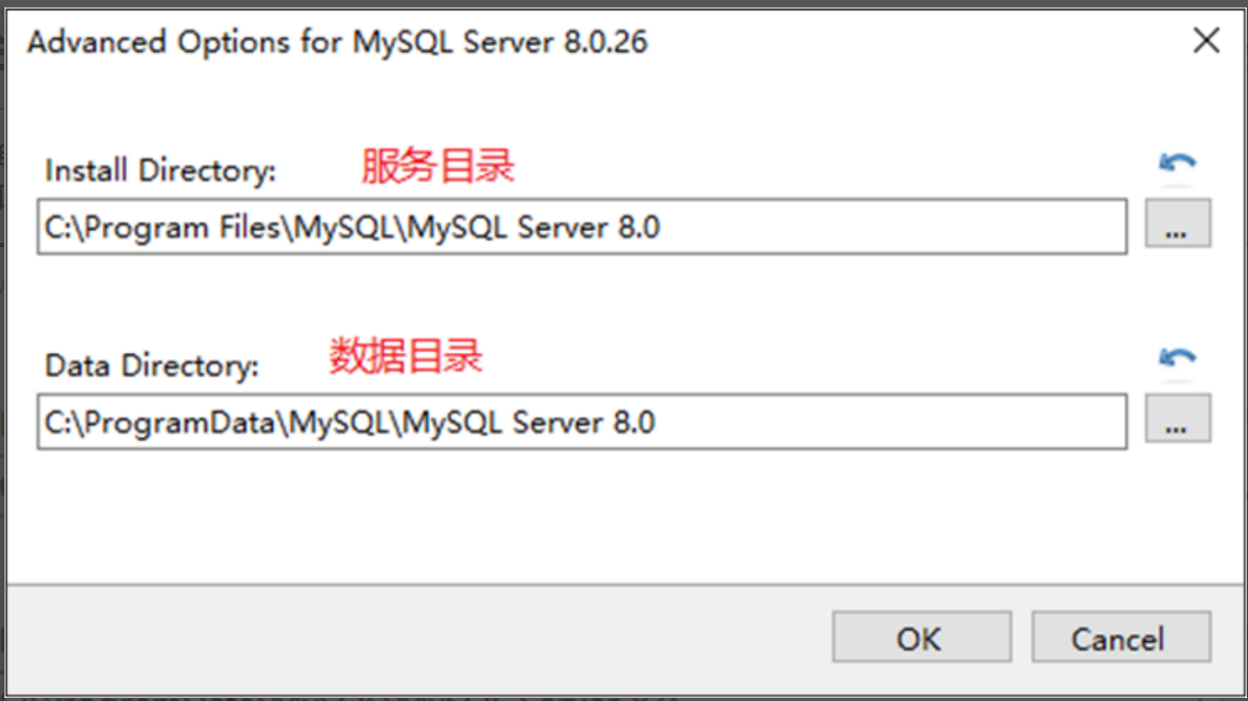 Advanced Options for MySQL Server 8.0.26
Install Directory: 服务目录
C:\Program Files\MySQL\MySQL Server 8.0
...
Data Directory: 数据目录
C:\ProgramData\MySQL\MySQL Server 8.0
...
OK Cancel